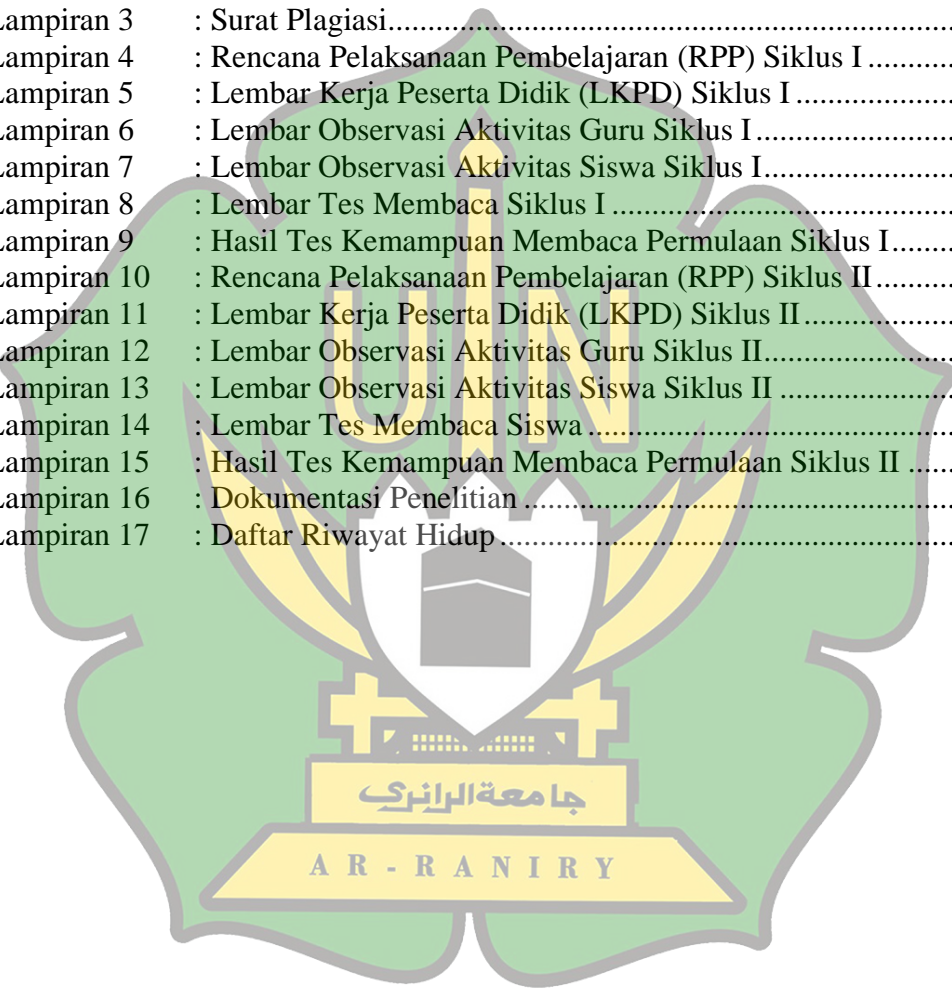 Lampiran 3 : Surat Plagiasi................................................................
Lampiran 4 : Rencana Pelaksanaan Pembelajaran (RPP) Siklus I ............
Lampiran 5 : Lembar Kerja Peserta Didik (LKPD) Siklus I .....................
Lampiran 6 : Lembar Observasi Aktivitas Guru Siklus I..........................
Lampiran 7 : Lembar Observasi Aktivitas Siswa Siklus I.........................
Lampiran 8 : Lembar Tes Membaca Siklus I ..............................................
Lampiran 9 : Hasil Tes Kemampuan Membaca Permulaan Siklus I.........
Lampiran 10 : Rencana Pelaksanaan Pembelajaran (RPP) Siklus II...........
Lampiran 11 : Lembar Kerja Peserta Didik (LKPD) Siklus II....................
Lampiran 12 : Lembar Observasi Aktivitas Guru Siklus II.........................
Lampiran 13 : Lembar Observasi Aktivitas Siswa Siklus II .......................
Lampiran 14 : Lembar Tes Membaca Siswa.................................................
Lampiran 15 : Hasil Tes Kemampuan Membaca Permulaan Siklus II ......
Lampiran 16 : Dokumentasi Penelitian .........................................................
Lampiran 17 : Daftar Riwayat Hidup............................................................
UIN
جامعة الرانري
AR-RANIRY